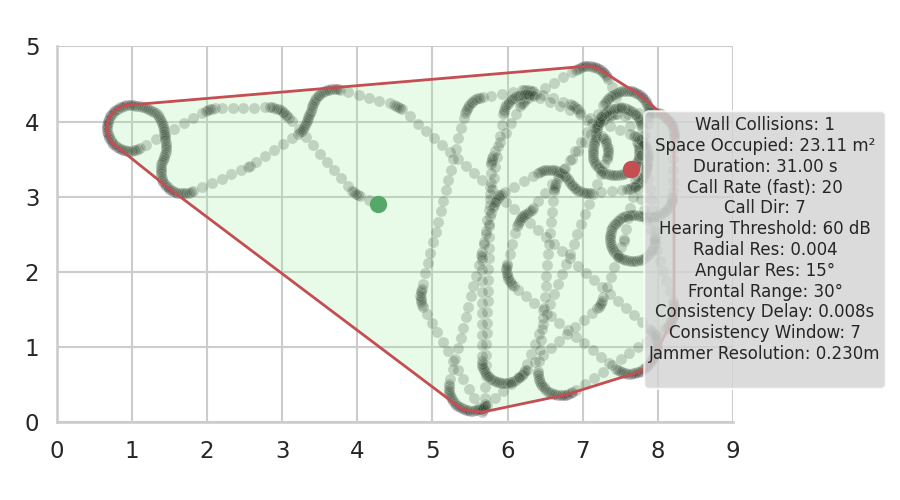 5
4
3
2
1
0
0 1 2 3 4 5 6 7 8 9
Wall Collisions: 1
Space Occupied: 23.11 m²
Duration: 31.00 s
Call Rate (fast): 20
Call Dir: 7
Hearing Threshold: 60 dB
Radial Res: 0.004
Angular Res: 15°
Frontal Range: 30°
Consistency Delay: 0.008s
Consistency Window: 7
Jammer Resolution: 0.230m